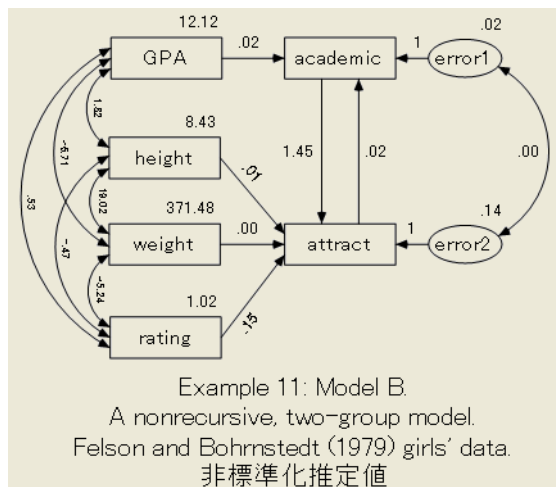 12.12
.02
.02
GPA
academic
1
error1
1.82
8.43
-6.71
height
1.45
.02
.00
.01
.53
19.02
371.48
.14
-.47
weight
.00
attract
1
error2
-5.24
1.02
.15
rating
Example 11: Model B.
A nonrecursive, two-group model.
Felson and Bohrnstedt (1979) girls' data.
非標準化推定値